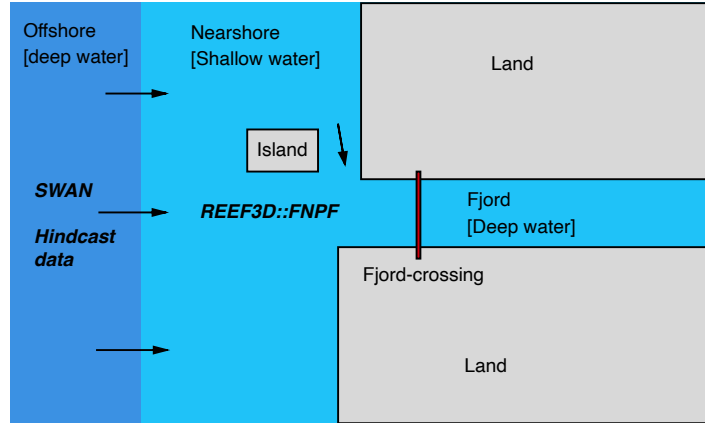 Offshore
[deep water]
Nearshore
[Shallow water]
Land
Island
SWAN
Hindcast
data
REEF3D::FNPF
Fjord
[Deep water]
Fjord-crossing
Land